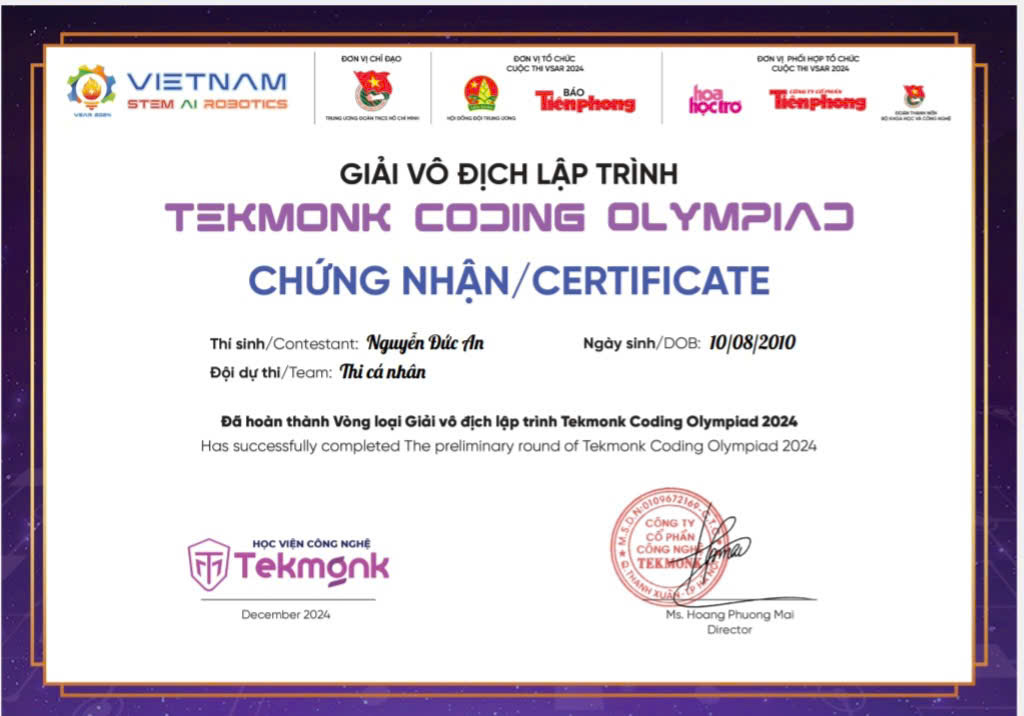 VIETNAM
STEM AI ROBOTICS
VSAR 2024
ĐƠN VỊ CHỈ ĐẠO
TRUNG ƯƠNG ĐOÀN TNCS HỒ CHÍ MINH
ĐƠN VỊ TỔ CHỨC
CUỘC THI VSAR 2024
HỘI ĐỒNG ĐỘI TRUNG ƯƠNG
BÁO
Tiền phong
ĐƠN VỊ PHỐI HỢP TỔ CHỨC
CUỘC THI VSAR 2024
hoa
học trò
CÔNG TY CỔ PHẦN
Tiền phong
ĐOÀN THANH NIÊN
BỘ KHOA HỌC VÀ CÔNG NGHỆ
GIẢI VÔ ĐỊCH LẬP TRÌNH
TEKMONK CODING OLYMPIAD
CHỨNG NHẬN/CERTIFICATE
Thí sinh/Contestant: Nguyễn Đức An
Ngày sinh/DOB: 10/08/2010
Đội dự thi/Team: Thi cá nhân
Đã hoàn thành Vòng loại Giải vô địch lập trình Tekmonk Coding Olympiad 2024
Has successfully completed The preliminary round of Tekmonk Coding Olympiad 2024
HỌC VIỆN CÔNG NGHỆ
Tekmonk
December 2024
M.S.D.N:0109672169-C.T.C.P
CÔNG TY
CỔ PHẦN
CÔNG NGHỆ
TEKMONK
Q.THANH XUÂN-TP HÀ NỘI
Ms. Hoang Phuong Mai
Director